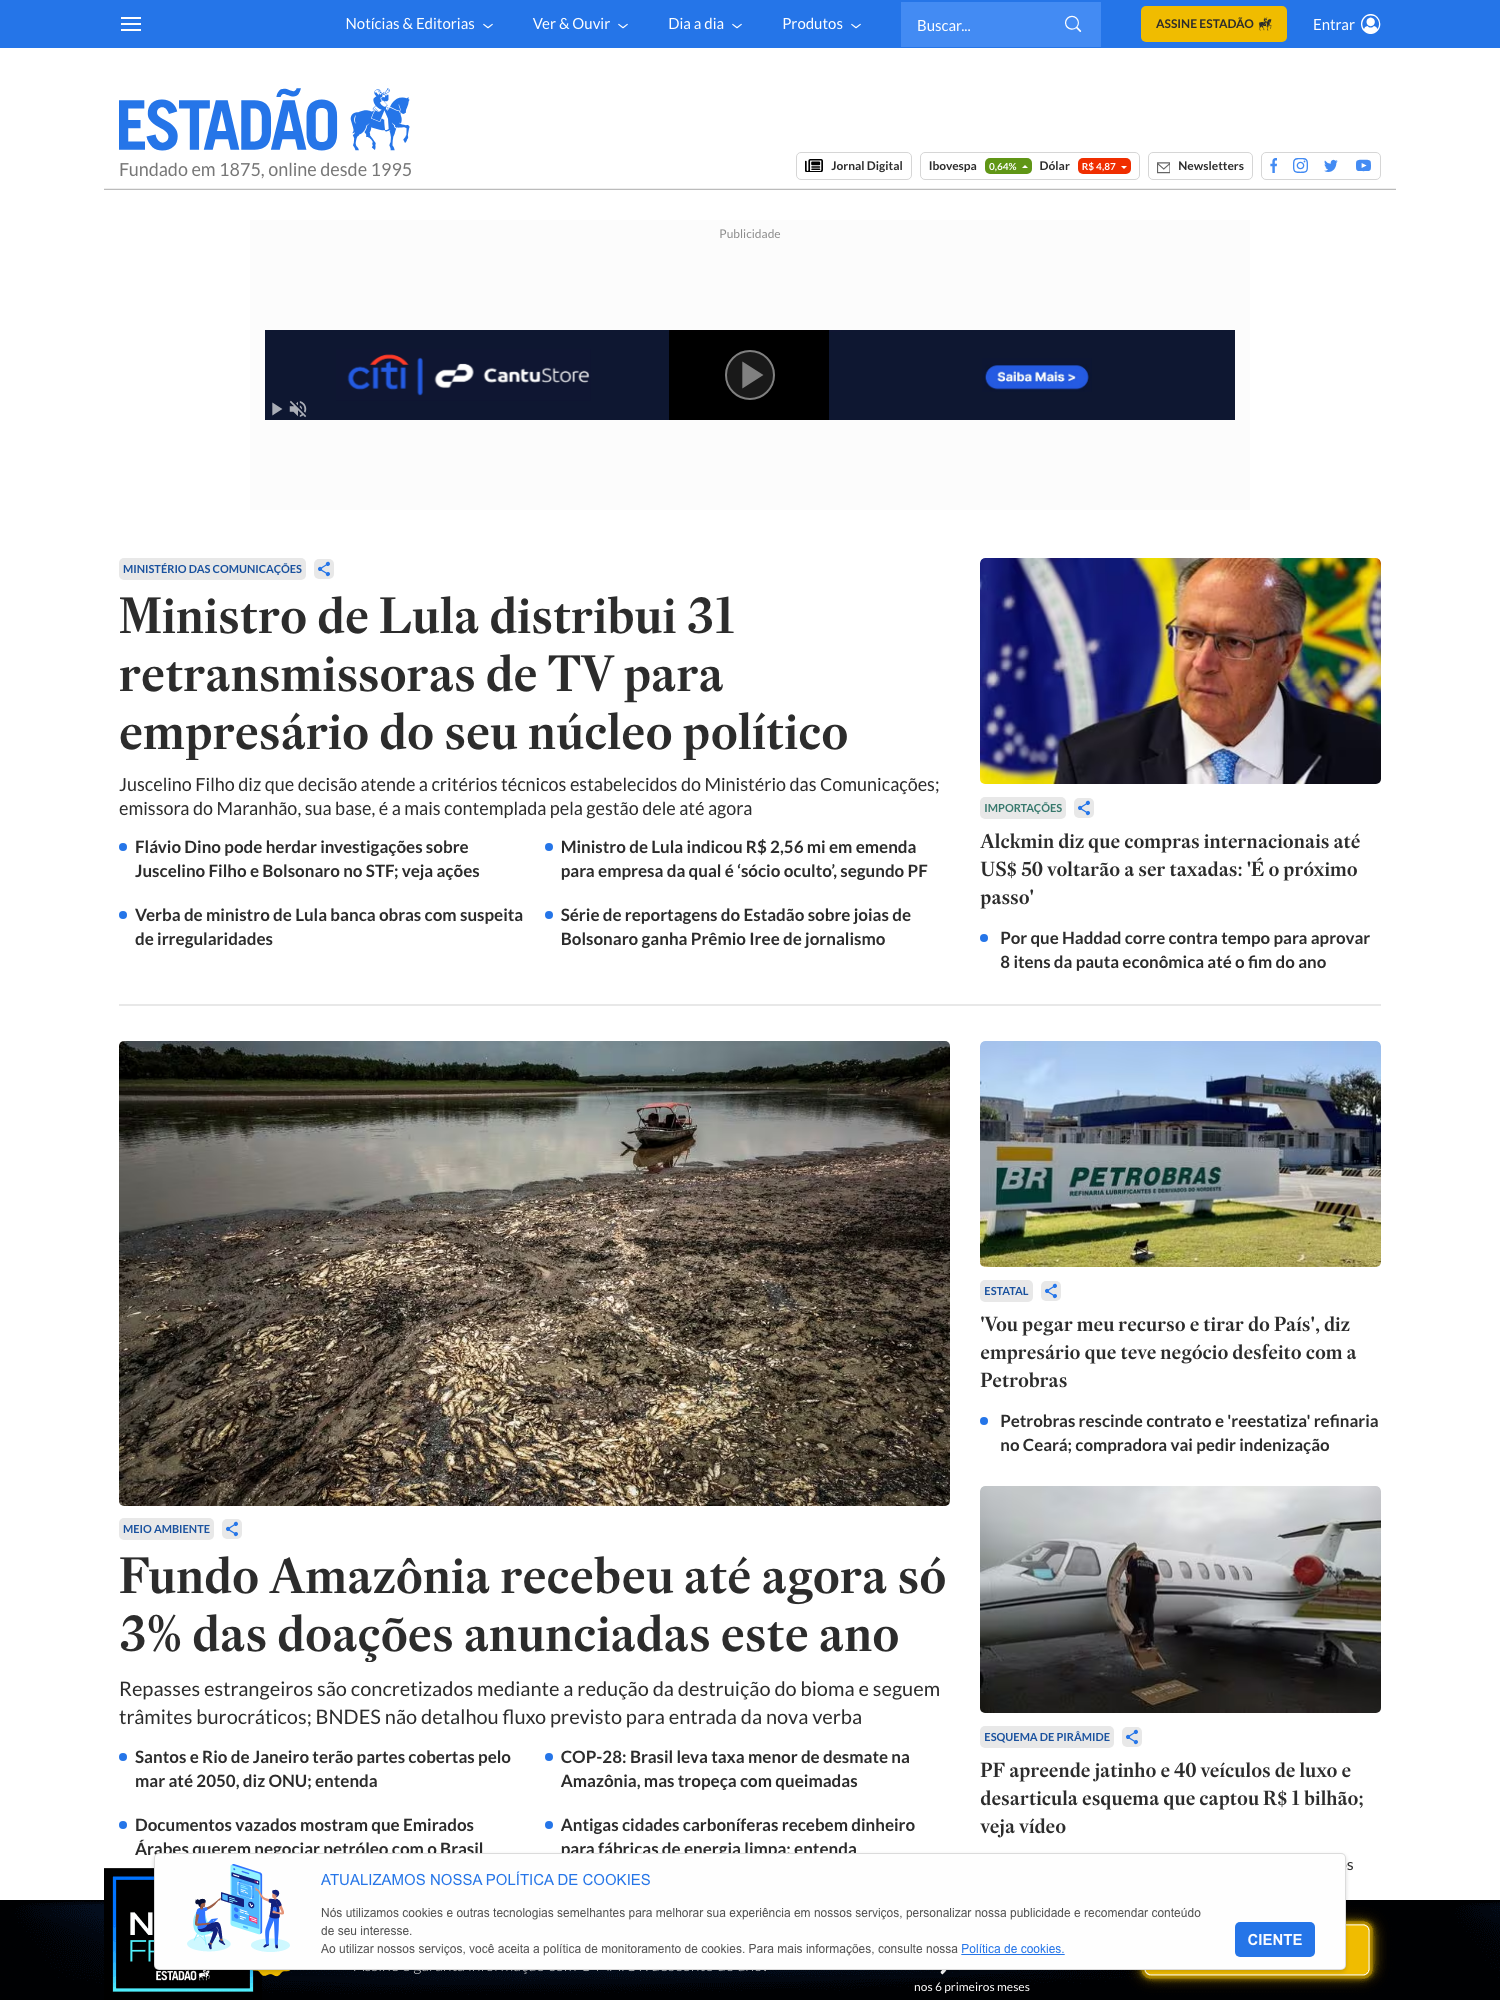 Notícias & Editorias
Ver & Ouvir
Dia a dia
Produtos
Buscar...
ASSINE ESTADÃO
Entrar
ESTADÃO
Fundado em 1875, online desde 1995
Jornal Digital
Ibovespa 0,64% Dólar R$ 4,87
Newsletters
Publicidade
citi CantuStore
Saiba Mais >
MINISTÉRIO DAS COMUNICAÇÕES
Ministro de Lula distribui 31
retransmissoras de TV para
empresário do seu núcleo político
Juscelino Filho diz que decisão atende a critérios técnicos estabelecidos do Ministério das Comunicações;
emissora do Maranhão, sua base, é a mais contemplada pela gestão dele até agora
Flávio Dino pode herdar investigações sobre
Juscelino Filho e Bolsonaro no STF; veja ações
Ministro de Lula indicou R$ 2,56 mi em emenda
para empresa da qual é ‘sócio oculto’, segundo PF
Verba de ministro de Lula banca obras com suspeita
de irregularidades
Série de reportagens do Estadão sobre joias de
Bolsonaro ganha Prêmio Iree de jornalismo
IMPORTAÇÕES
Alckmin diz que compras internacionais até
US$ 50 voltarão a ser taxadas: 'É o próximo
passo'
Por que Haddad corre contra tempo para aprovar
8 itens da pauta econômica até o fim do ano
BR PETROBRAS
REFINARIA LUBRIFICANTES E DERIVADOS DO NORDESTE
ESTATAL
'Vou pegar meu recurso e tirar do País', diz
empresário que teve negócio desfeito com a
Petrobras
Petrobras rescinde contrato e 'reestatiza' refinaria
no Ceará; compradora vai pedir indenização
MEIO AMBIENTE
Fundo Amazônia recebeu até agora só
3% das doações anunciadas este ano
Repasses estrangeiros são concretizados mediante a redução da destruição do bioma e seguem
trâmites burocráticos; BNDES não detalhou fluxo previsto para entrada da nova verba
Santos e Rio de Janeiro terão partes cobertas pelo
mar até 2050, diz ONU; entenda
COP-28: Brasil leva taxa menor de desmate na
Amazônia, mas tropeça com queimadas
Documentos vazados mostram que Emirados
Árabes querem negociar petróleo com o Brasil
Antigas cidades carboníferas recebem dinheiro
para fábricas de energia limpa; entenda
ESQUEMA DE PIRÂMIDE
PF apreende jatinho e 40 veículos de luxo e
desarticula esquema que captou R$ 1 bilhão;
veja vídeo
ATUALIZAMOS NOSSA POLÍTICA DE COOKIES
Nós utilizamos cookies e outras tecnologias semelhantes para melhorar sua experiência em nossos serviços, personalizar nossa publicidade e recomendar conteúdo
de seu interesse.
Ao utilizar nossos serviços, você aceita a política de monitoramento de cookies. Para mais informações, consulte nossa Política de cookies.
CIENTE
ESTADÃO
nos 6 primeiros meses